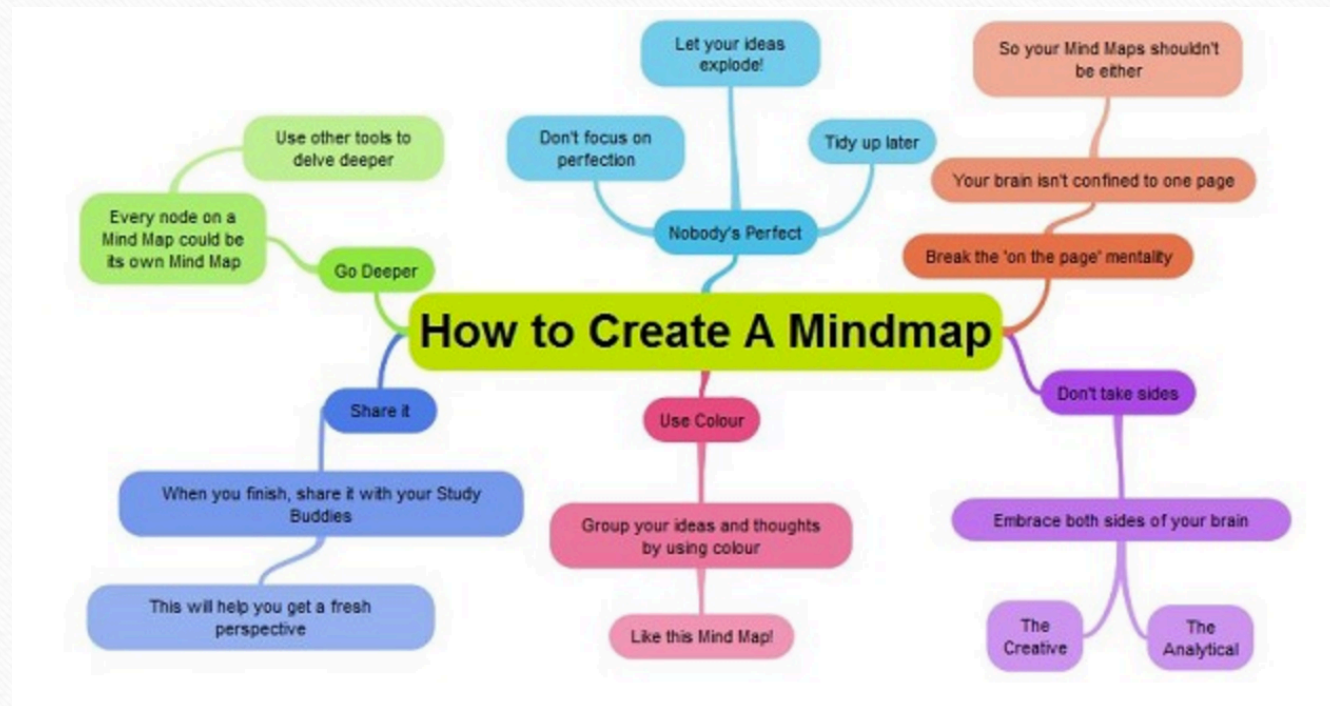 How to Create A Mindmap
Go Deeper
Every node on a
Mind Map could be
its own Mind Map
Use other tools to
delve deeper
Nobody's Perfect
Don't focus on
perfection
Let your ideas
explode!
Tidy up later
Break the 'on the page' mentality
Your brain isn't confined to one page
So your Mind Maps shouldn't
be either
Don't take sides
Embrace both sides of your brain
The
Creative
The
Analytical
Use Colour
Group your ideas and thoughts
by using colour
Like this Mind Map!
Share it
When you finish, share it with your Study
Buddies
This will help you get a fresh
perspective